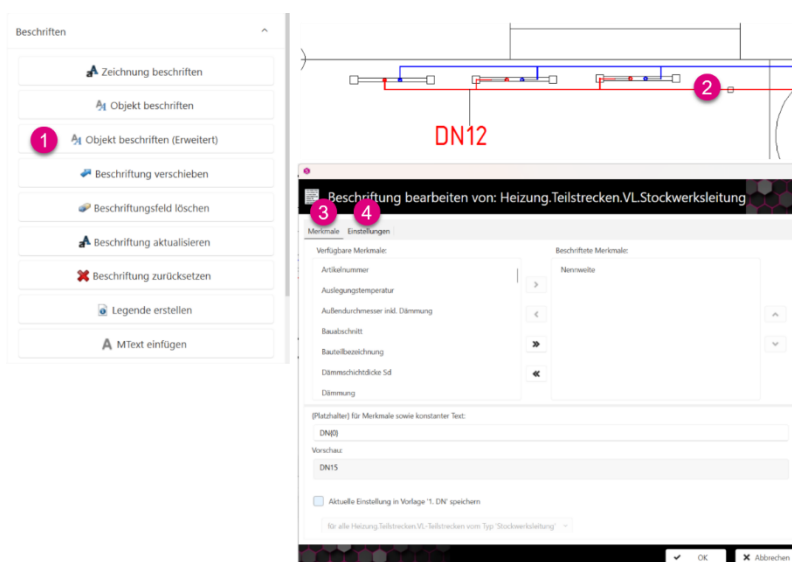 Beschriften
Zeichnung beschriften
Objekt beschriften
1 Objekt beschriften (Erweitert)
Beschriftung verschieben
Beschriftungsfeld löschen
Beschriftung aktualisieren
Beschriftung zurücksetzen
Legende erstellen
MText einfügen
2
DN12
Beschriftung bearbeiten von: Heizung.Teilstrecken.VL.Stockwerksleitung
3 4
Merkmale Einstellungen
Verfügbare Merkmale: Beschriftete Merkmale:
Artikelnummer Nennweite
Auslegungstemperatur
Außendurchmesser inkl. Dämmung
Bauabschnitt
Bauteilbezeichnung
Dämmschichtdicke Sd
Dämmung
(Platzhalter) für Merkmale sowie konstanter Text:
DN{0}
Vorschau:
DN15
Aktuelle Einstellung in Vorlage '1. DN' speichern
für alle Heizung.Teilstrecken.VL-Teilstrecken vom Typ 'Stockwerksleitung'
OK Abbrechen